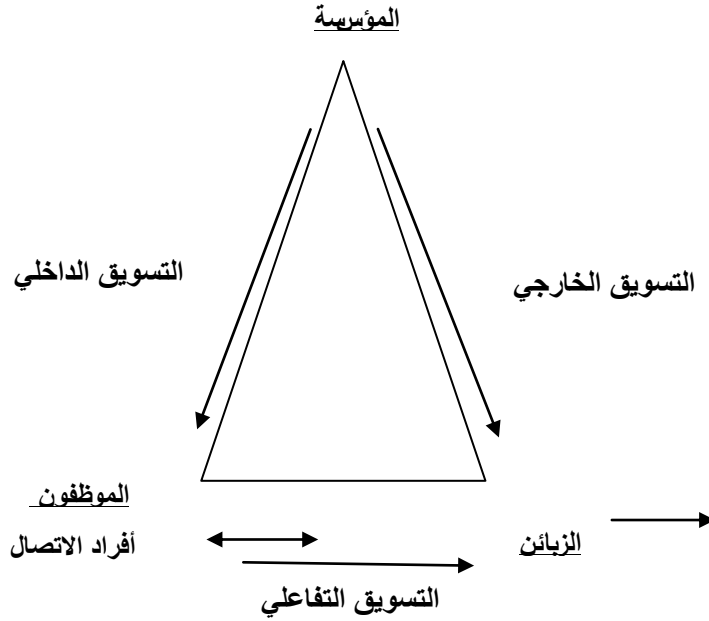 المؤسسة
التسويق الخارجي
التسويق الداخلي
الموظفون
أفراد الاتصال
الزبائن
التسويق التفاعلي